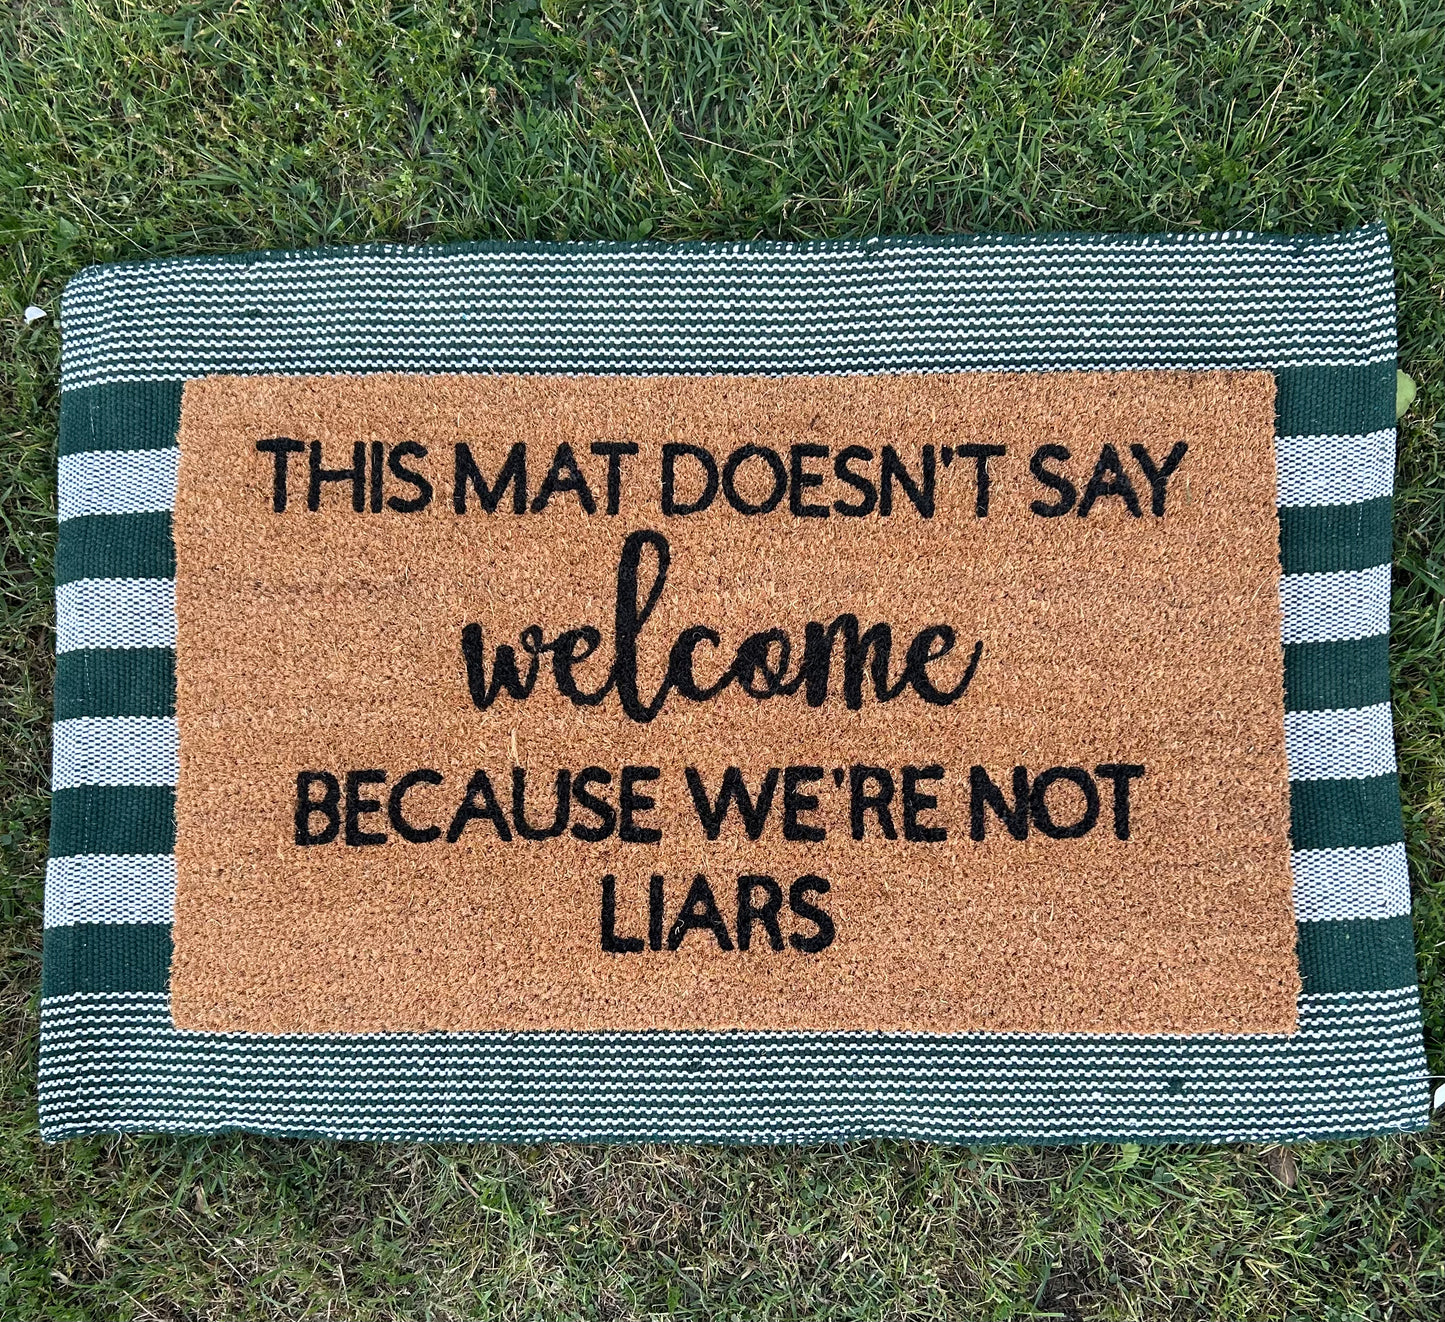 THIS MAT DOESN'T SAY
welcome
BECAUSE WE'RE NOT
LIARS